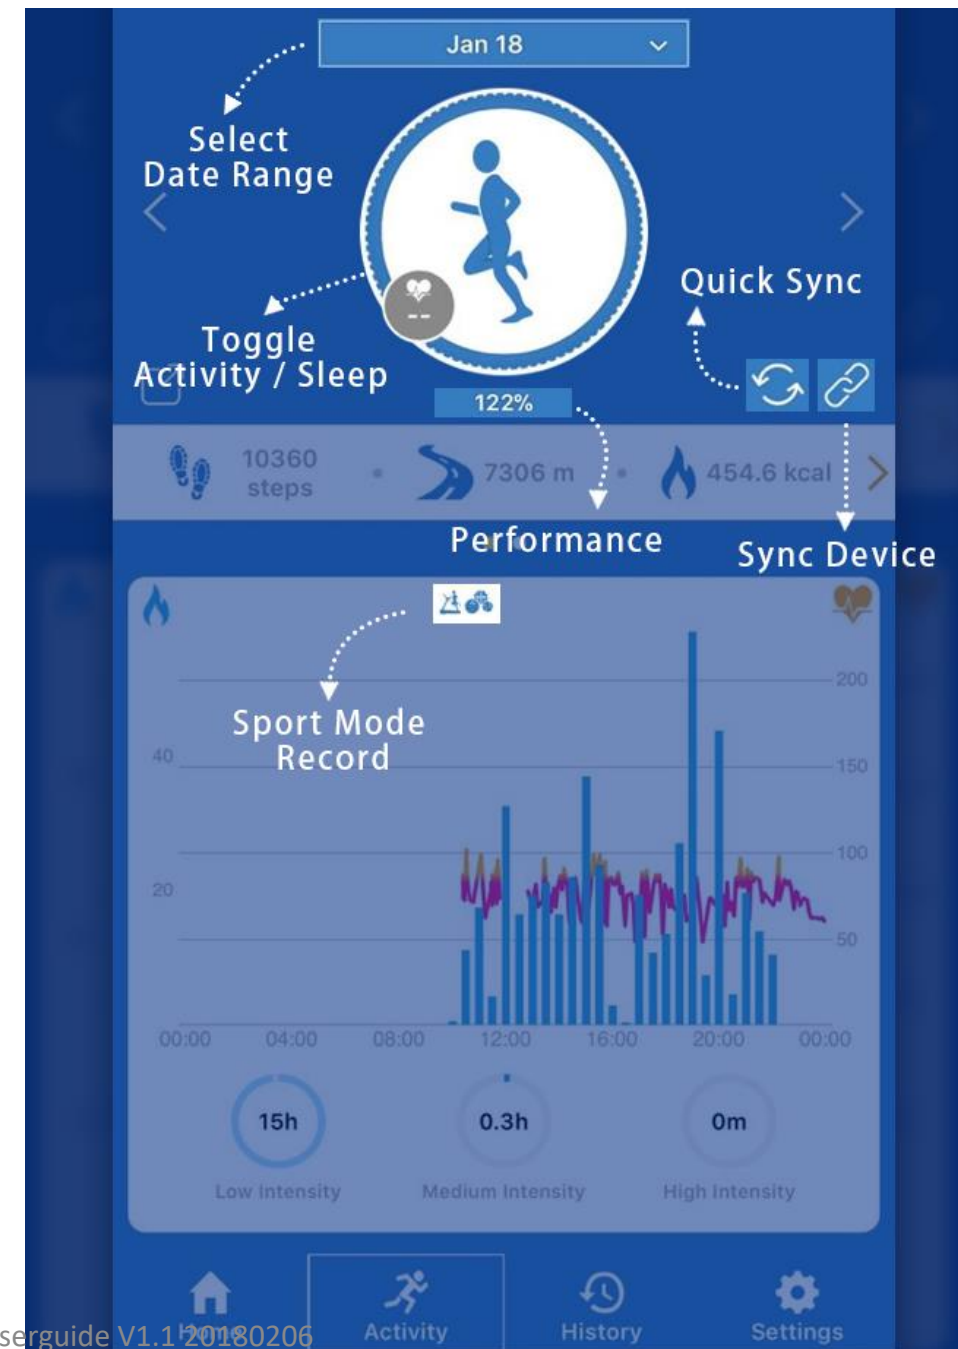 Jan 18
Select
Date Range
Quick Sync
--
Toggle
Activity / Sleep
122%
10360
steps
7306 m
454.6 kcal
Performance
Sync Device
Sport Mode
Record
200
40
150
100
20
50
00:00 04:00 08:00 12:00 16:00 20:00 00:00
15h 0.3h 0m
Low Intensity Medium Intensity High Intensity
Home Activity History Settings
serguide V1.1 20180206